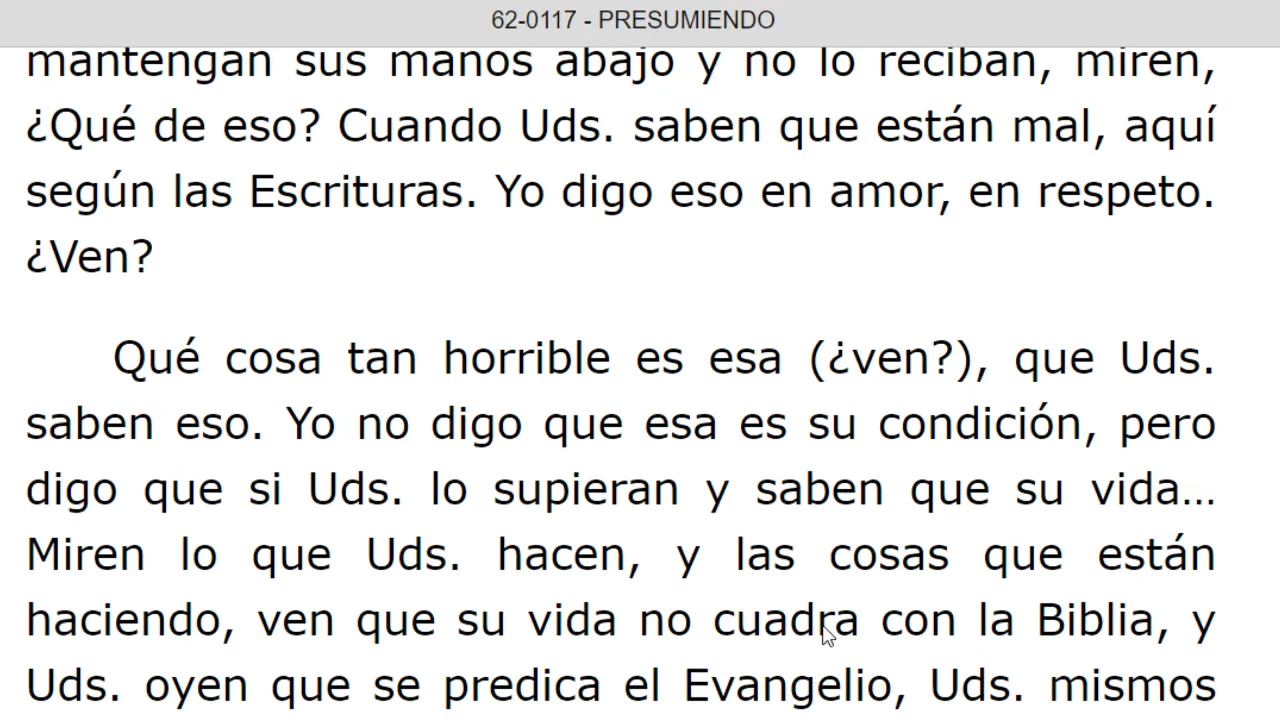 62-0117 - PRESUMIENDO
mantengan sus manos abajo y no lo reciban, miren,
¿Qué de eso? Cuando Uds. saben que están mal, aquí
según las Escrituras. Yo digo eso en amor, en respeto.
¿Ven?
Qué cosa tan horrible es esa (¿ven?), que Uds.
saben eso. Yo no digo que esa es su condición, pero
digo que si Uds. lo supieran y saben que su vida...
Miren lo que Uds. hacen, y las cosas que están
haciendo, ven que su vida no cuadra con la Biblia, y
Uds. oyen que se predica el Evangelio, Uds. mismos